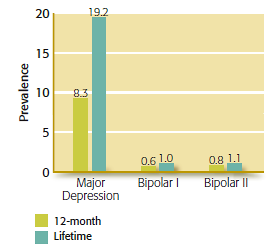 20
15
10
5
0
Prevalence
8.3
19.2
0.6
1.0
0.8
1.1
Major
Depression
Bipolar I
Bipolar II
12-month
Lifetime